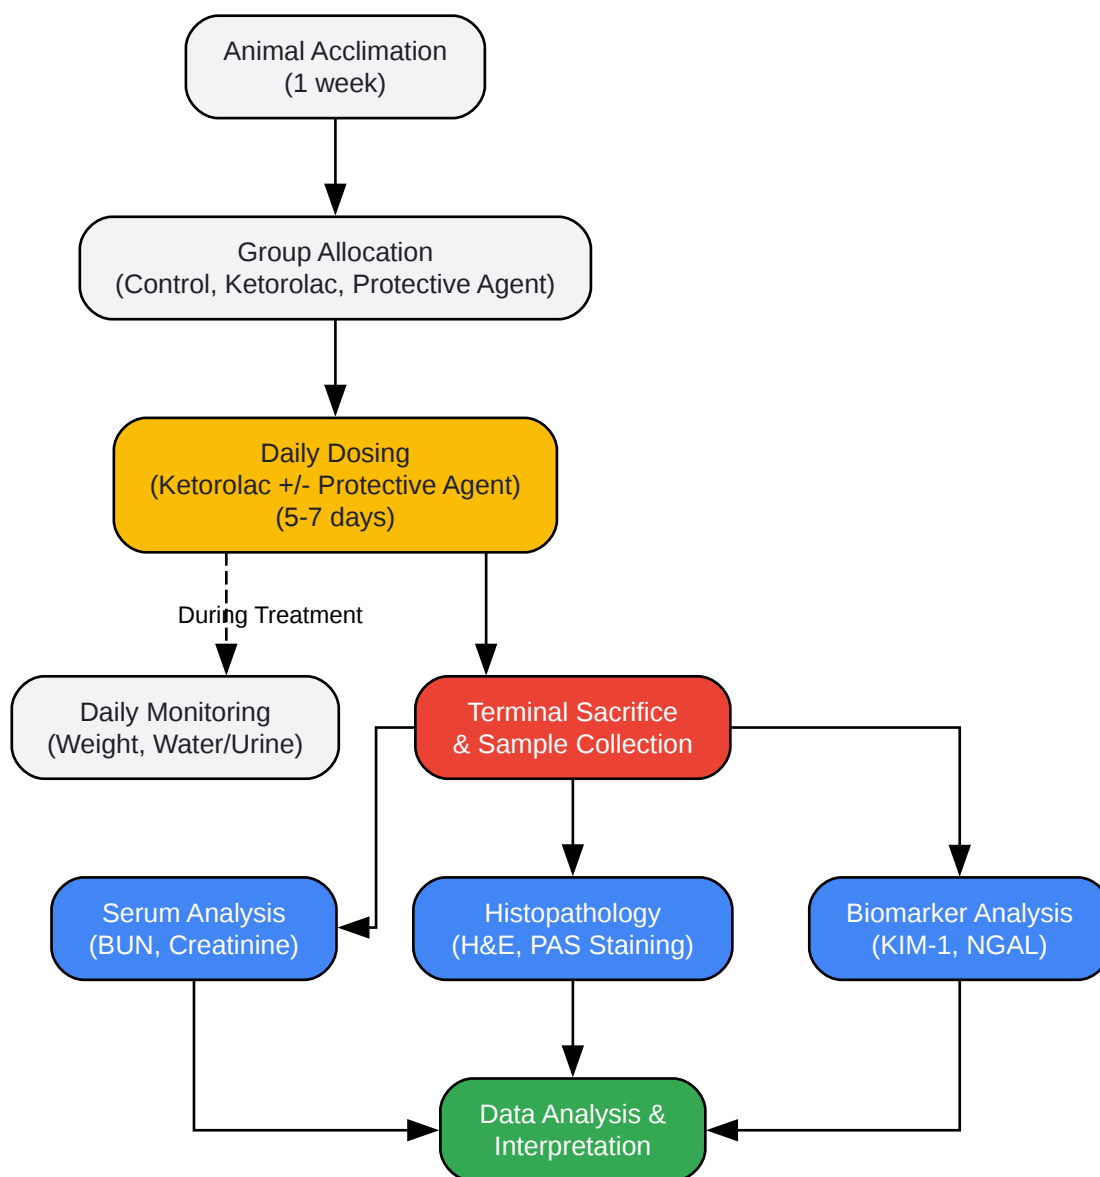 Animal Acclimation
(1 week)
Group Allocation
(Control, Ketorolac, Protective Agent)
Daily Dosing
(Ketorolac +/- Protective Agent)
(5-7 days)
During Treatment
Daily Monitoring
(Weight, Water/Urine)
Terminal Sacrifice
& Sample Collection
Serum Analysis
(BUN, Creatinine)
Histopathology
(H&E, PAS Staining)
Biomarker Analysis
(KIM-1, NGAL)
Data Analysis &
Interpretation